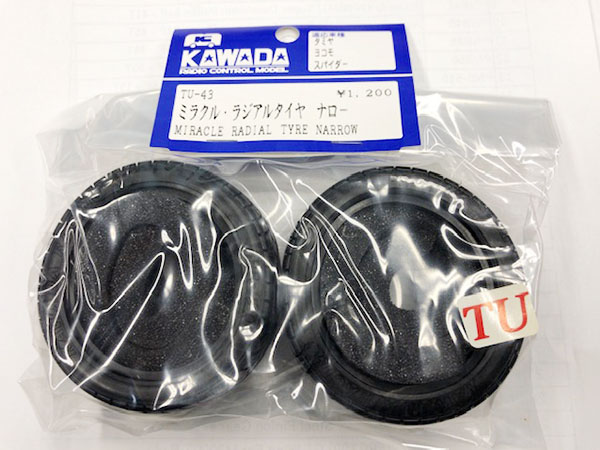 KAWADA
RADIO CONTROL MODEL
適応車種
タミヤ
ヨコモ
スパイダー
TU-43 ¥1,200
ミラクル・ラジアルタイヤ ナロー
MIRACLE RADIAL TYRE NARROW
TU